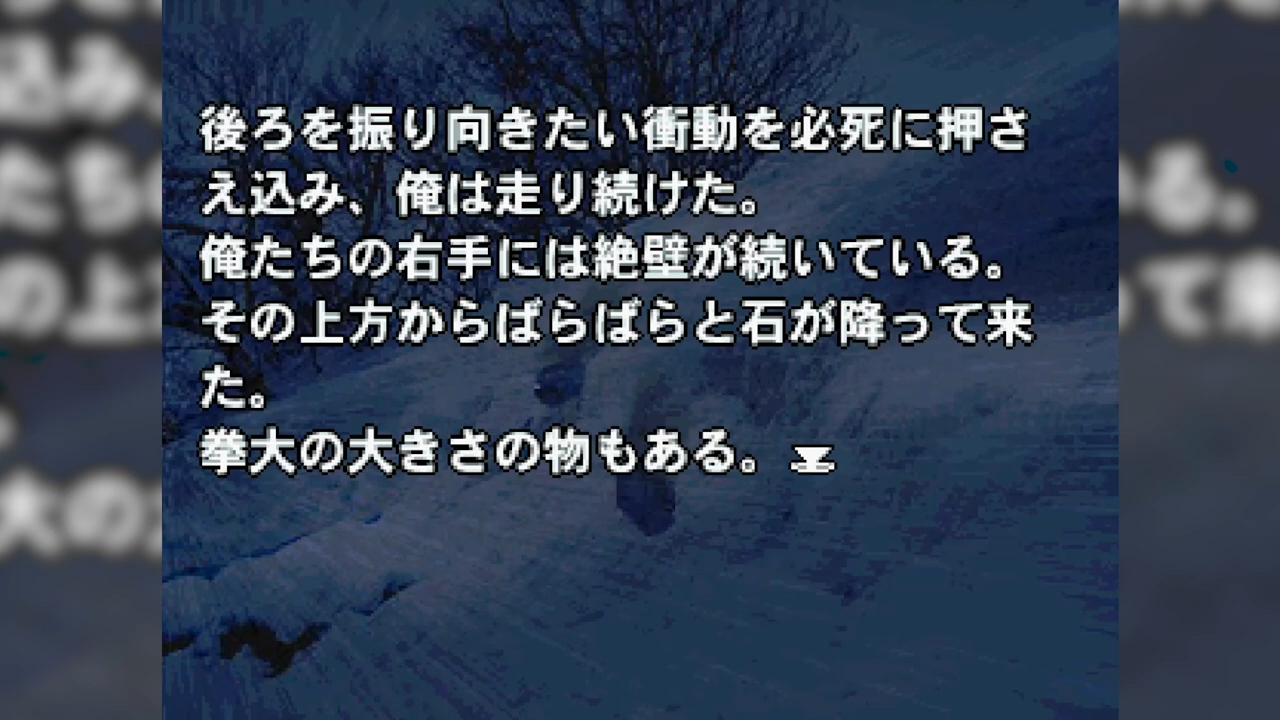 後ろを振り向きたい衝動を必死に押さ
え込み、俺は走り続けた。
俺たちの右手には絶壁が続いている。
その上方からばらばらと石が降って来
た。
拳大の大きさの物もある。